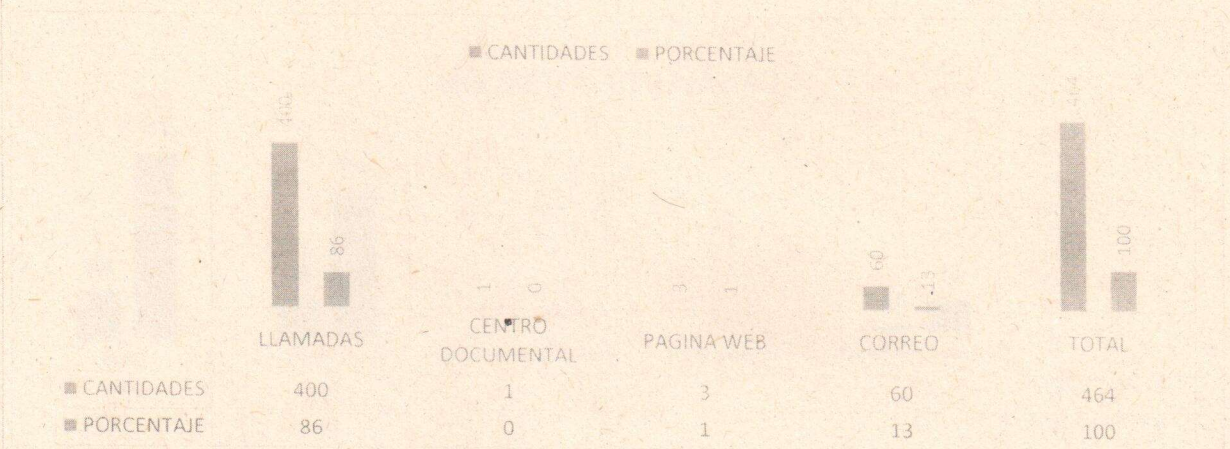 CANTIDADES PORCENTAJE
400 86 1 0 3 1 60 13 464 100
LLAMADAS CENTRO DOCUMENTAL PAGINA WEB CORREO TOTAL
CANTIDADES 400 1 3 60 464
PORCENTAJE 86 0 1 13 100